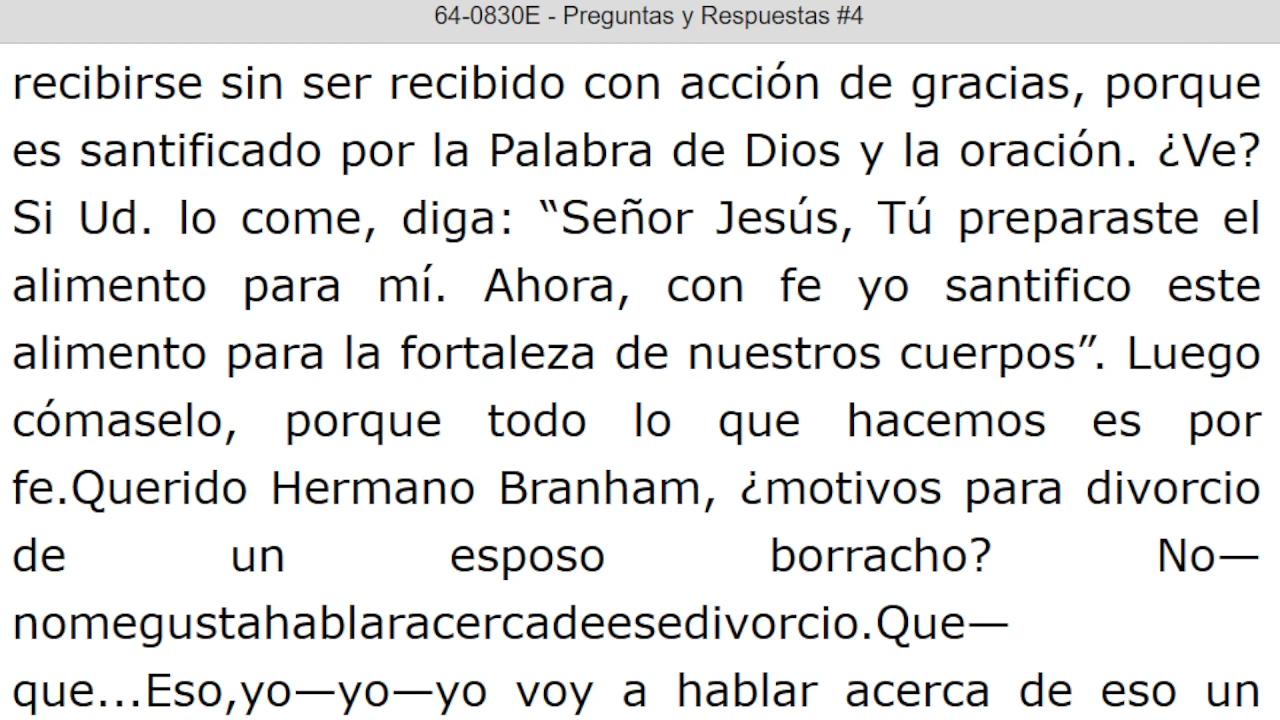 64-0830E - Preguntas y Respuestas #4
recibirse sin ser recibido con acción de gracias, porque
es santificado por la Palabra de Dios y la oración. ¿Ve?
Si Ud. lo come, diga: “Señor Jesús, Tú preparaste el
alimento para mí. Ahora, con fe yo santifico este
alimento para la fortaleza de nuestros cuerpos”. Luego
cómaselo, porque todo lo que hacemos es por
fe.Querido Hermano Branham, ¿motivos para divorcio
de un esposo borracho? No—
nomegustahablaracercadeesedivorcio.Que—
que...Eso,yo—yo—yo voy a hablar acerca de eso un